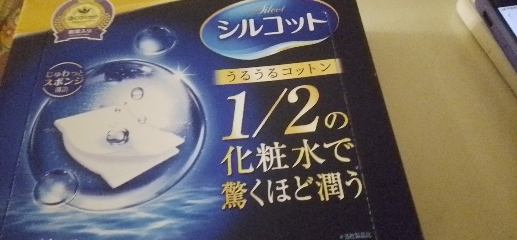 Silcot
シルコット
うるうるコットン
じゅわっと
スポンジ
1/2の
化粧水で
驚くほど潤う